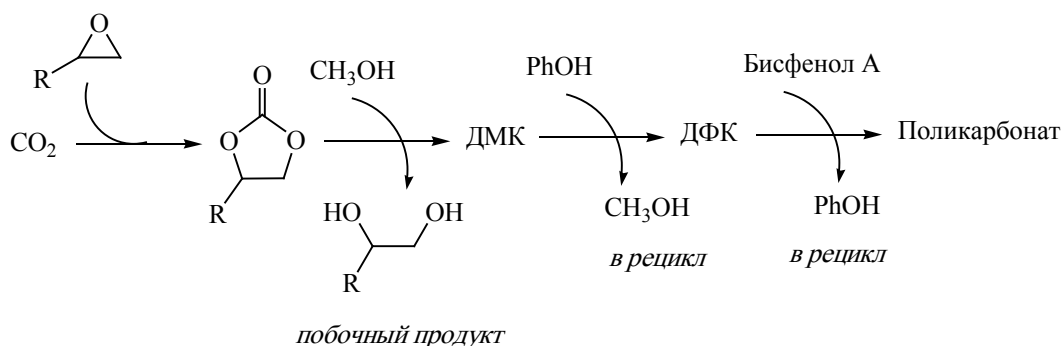 O
R
CO₂
O
O
O
R
CH₃OH
HO
OH
R
побочный продукт
ДМК
PhOH
CH₃OH
в рецикл
ДФК
Бисфенол А
PhOH
в рецикл
Поликарбонат